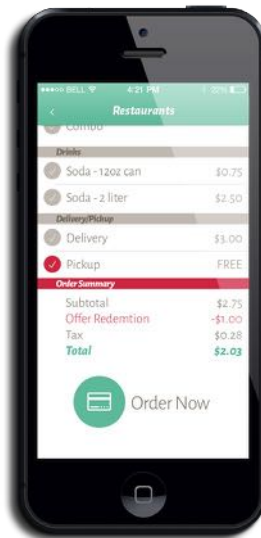 BELL 4:21 PM 22%
Restaurants
Combo
Drinks
Soda - 12oz can $0.75
Soda - 2 liter $2.50
Delivery/Pickup
Delivery $3.00
Pickup FREE
Order Summary
Subtotal $2.75
Offer Redemtion -$1.00
Tax $0.28
Total $2.03
Order Now